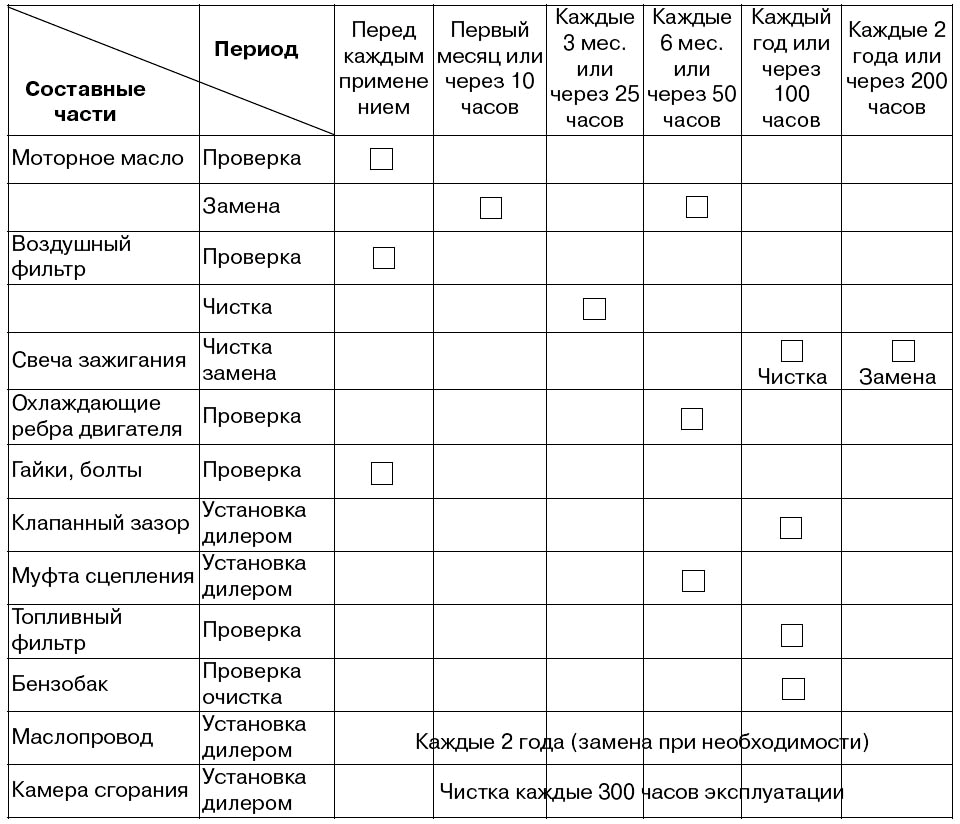 Составные
части
Период
Перед
каждым
примене
нием
Первый
месяц или
через 10
часов
Каждые
3 мес.
или
через 25
часов
Каждые
6 мес.
или
через 50
часов
Каждый
год или
через
100
часов
Каждые 2
года или
через 200
часов
Моторное масло
Проверка
Замена
Воздушный
фильтр
Проверка
Чистка
Свеча зажигания
Чистка
замена
Чистка
Замена
Охлаждающие
ребра двигателя
Проверка
Гайки, болты
Проверка
Клапанный зазор
Установка
дилером
Муфта сцепления
Установка
дилером
Топливный
фильтр
Проверка
Бензобак
Проверка
очистка
Маслопровод
Установка
дилером
Каждые 2 года (замена при необходимости)
Камера сгорания
Установка
дилером
Чистка каждые 300 часов эксплуатации